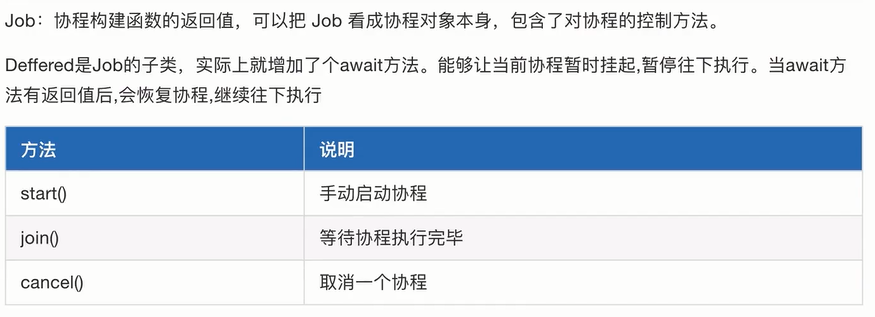 Job：协程构建函数的返回值，可以把 Job 看成协程对象本身，包含了对协程的控制方法。
Deffered是Job的子类，实际上就增加了个await方法。能够让当前协程暂时挂起,暂停往下执行。当await方
法有返回值后,会恢复协程,继续往下执行
方法 说明
start() 手动启动协程
join() 等待协程执行完毕
cancel() 取消一个协程